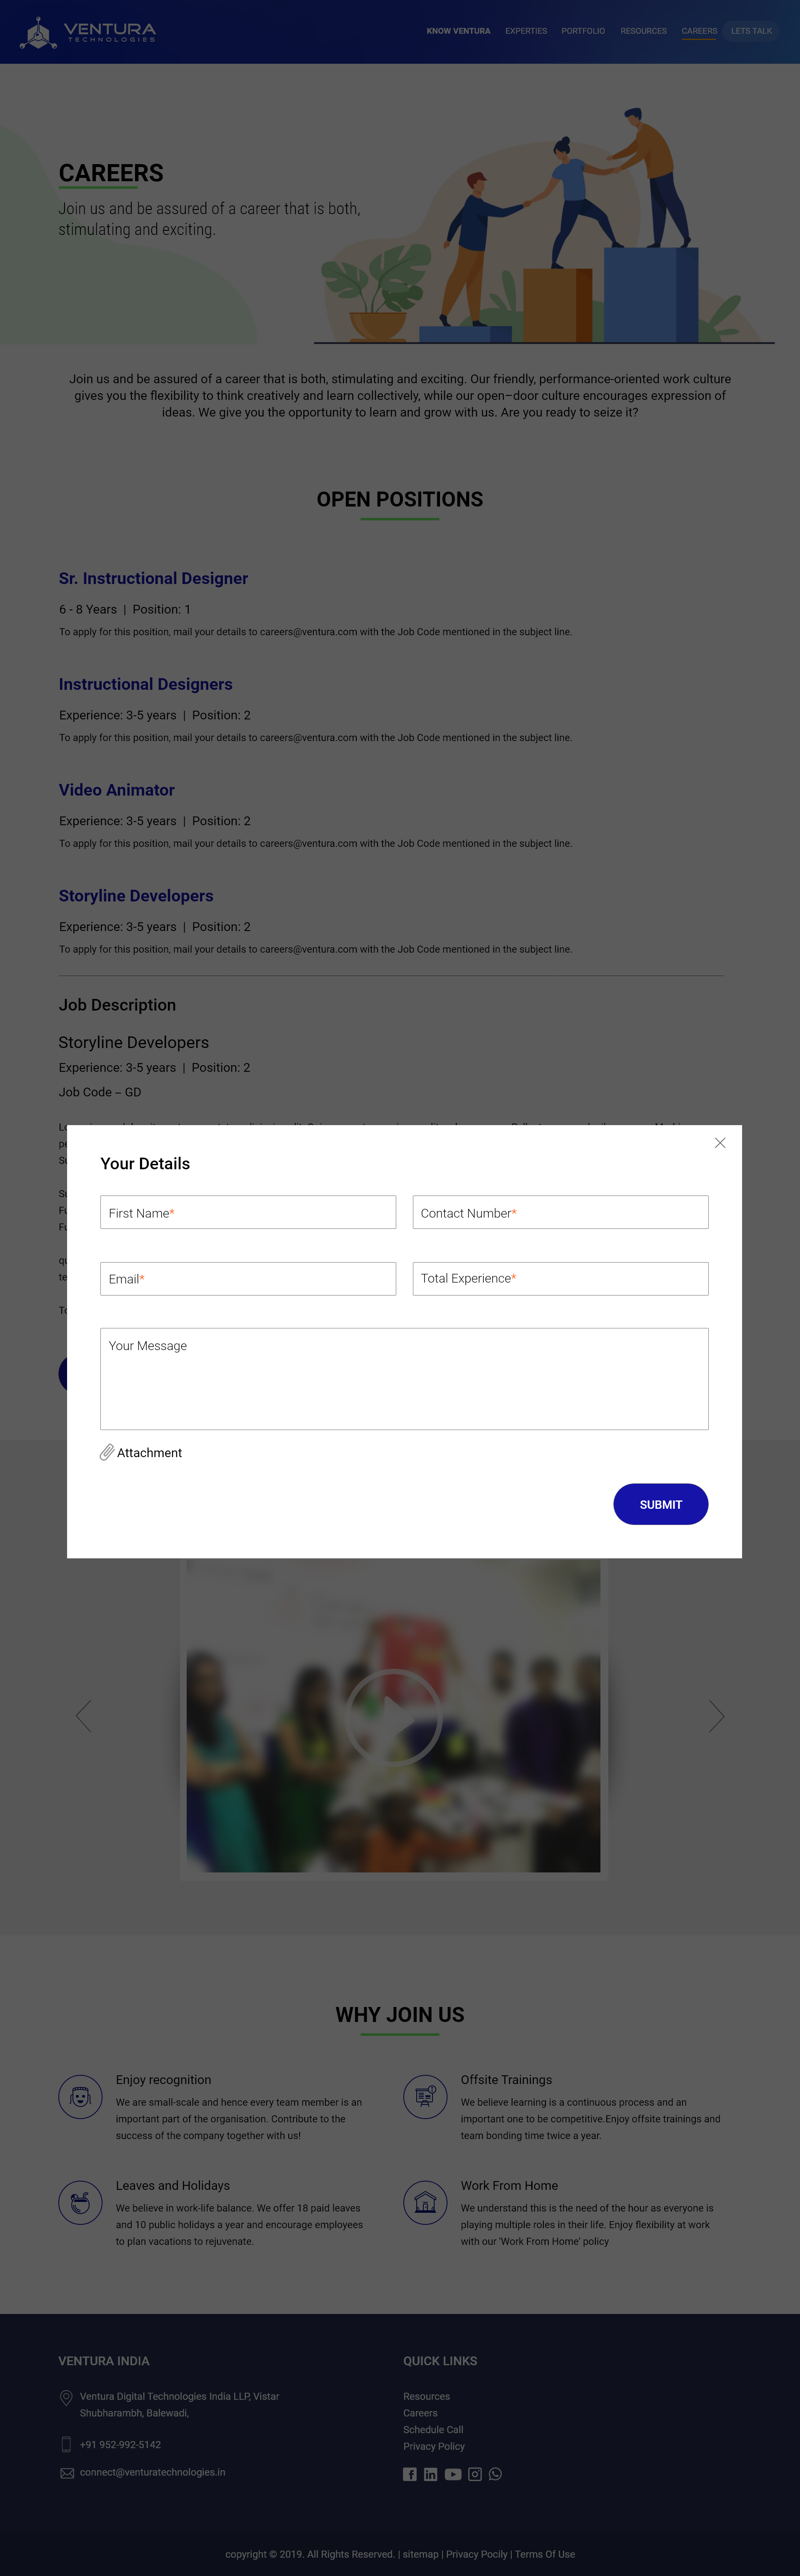 VENTURA
TECHNOLOGIES
KNOW VENTURA EXPERTIES PORTFOLIO RESOURCES CAREERS LETS TALK
CAREERS
Join us and be assured of a career that is both,
stimulating and exciting.
Join us and be assured of a career that is both, stimulating and exciting. Our friendly, performance-oriented work culture
gives you the flexibility to think creatively and learn collectively, while our open–door culture encourages expression of
ideas. We give you the opportunity to learn and grow with us. Are you ready to seize it?
OPEN POSITIONS
Sr. Instructional Designer
6 - 8 Years | Position: 1
To apply for this position, mail your details to careers@ventura.com with the Job Code mentioned in the subject line.
Instructional Designers
Experience: 3-5 years | Position: 2
To apply for this position, mail your details to careers@ventura.com with the Job Code mentioned in the subject line.
Video Animator
Experience: 3-5 years | Position: 2
To apply for this position, mail your details to careers@ventura.com with the Job Code mentioned in the subject line.
Storyline Developers
Experience: 3-5 years | Position: 2
To apply for this position, mail your details to careers@ventura.com with the Job Code mentioned in the subject line.
Job Description
Storyline Developers
Experience: 3-5 years | Position: 2
Job Code – GD
Your Details
First Name*
Contact Number*
Email*
Total Experience*
Your Message
Attachment
SUBMIT
WHY JOIN US
Enjoy recognition
We are small-scale and hence every team member is an
important part of the organisation. Contribute to the
success of the company together with us!
Offsite Trainings
We believe learning is a continuous process and an
important one to be competitive.Enjoy offsite trainings and
team bonding time twice a year.
Leaves and Holidays
We believe in work-life balance. We offer 18 paid leaves
and 10 public holidays a year and encourage employees
to plan vacations to rejuvenate.
Work From Home
We understand this is the need of the hour as everyone is
playing multiple roles in their life. Enjoy flexibility at work
with our 'Work From Home' policy
VENTURA INDIA
Ventura Digital Technologies India LLP, Vistar
Shubharambh, Balewadi,
+91 952-992-5142
connect@venturatechnologies.in
QUICK LINKS
Resources
Careers
Schedule Call
Privacy Policy
copyright © 2019. All Rights Reserved. | sitemap | Privacy Pocily | Terms Of Use